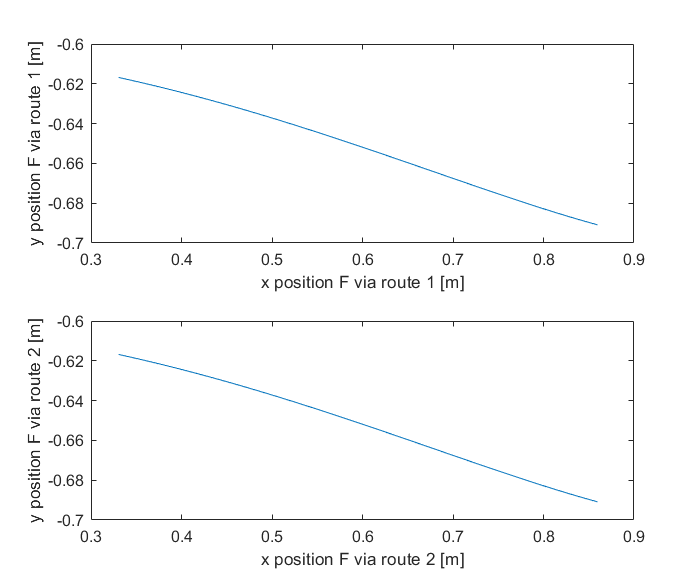 y position F via route 1 [m]
-0.6
-0.62
-0.64
-0.66
-0.68
-0.7
0.3 0.4 0.5 0.6 0.7 0.8 0.9
x position F via route 1 [m]
y position F via route 2 [m]
-0.6
-0.62
-0.64
-0.66
-0.68
-0.7
0.3 0.4 0.5 0.6 0.7 0.8 0.9
x position F via route 2 [m]